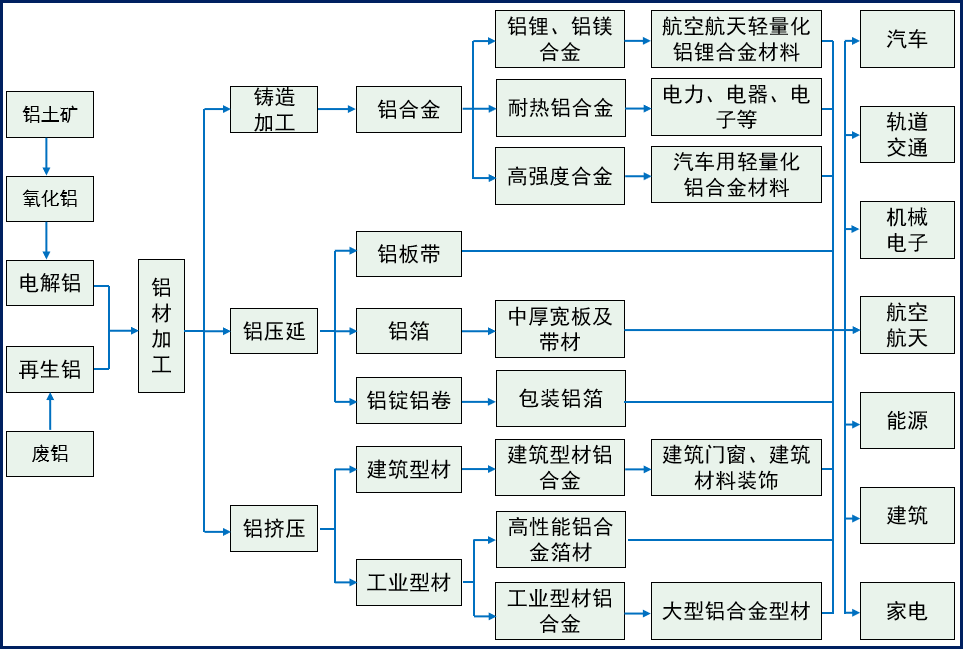 铝土矿
氧化铝
电解铝
再生铝
废铝
铝
材
加
工
铸造
加工
铝压延
铝挤压
铝合金
铝板带
铝箔
铝锭铝卷
建筑型材
工业型材
铝锂、铝镁
合金
耐热铝合金
高强度合金
中厚宽板及
带材
包装铝箔
建筑型材铝
合金
高性能铝合
金箔材
工业型材铝
合金
航空航天轻量化
铝锂合金材料
电力、电器、电
子等
汽车用轻量化
铝合金材料
建筑门窗、建筑
材料装饰
大型铝合金型材
汽车
轨道
交通
机械
电子
航空
航天
能源
建筑
家电